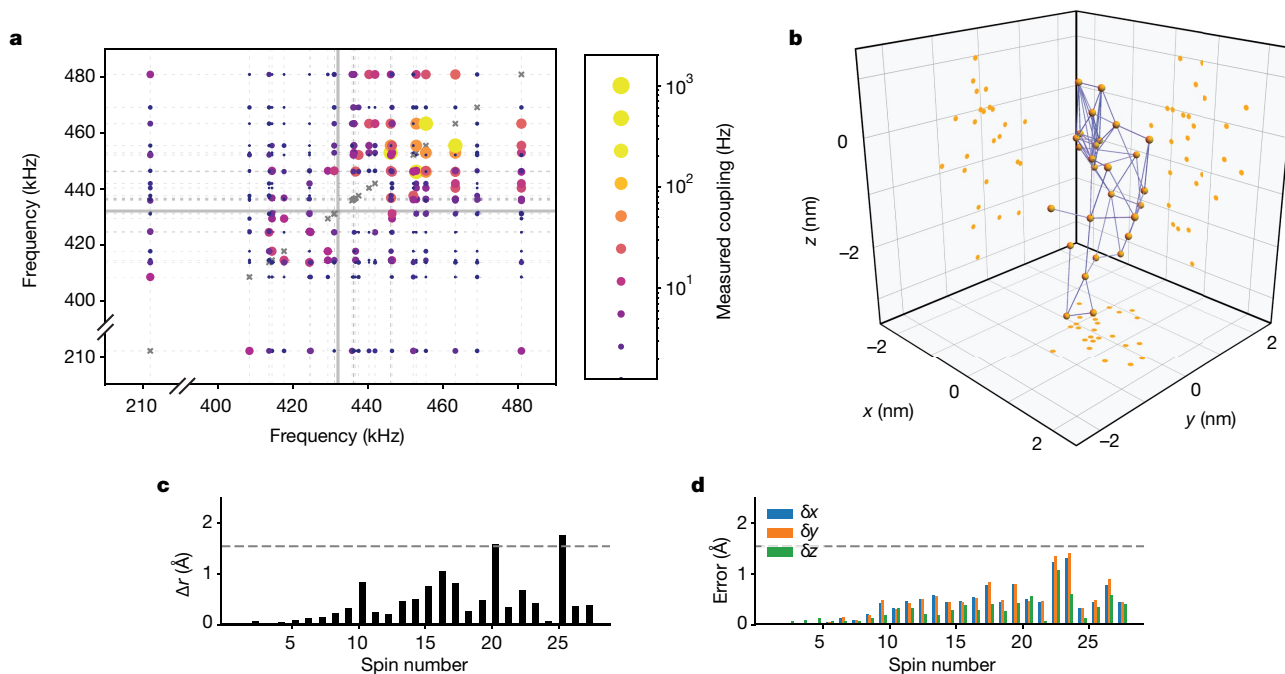 a
Frequency (kHz)
480
460
440
420
400
210
210
400
420
440
460
480
Frequency (kHz)
10³
10²
10¹
Measured coupling (Hz)
b
0
−2
z (nm)
−2
0
2
x (nm)
−2
0
2
y (nm)
c
Δr (Å)
2
1
0
5
10
15
20
25
Spin number
d
δx
δy
δz
Error (Å)
2
1
0
5
10
15
20
25
Spin number